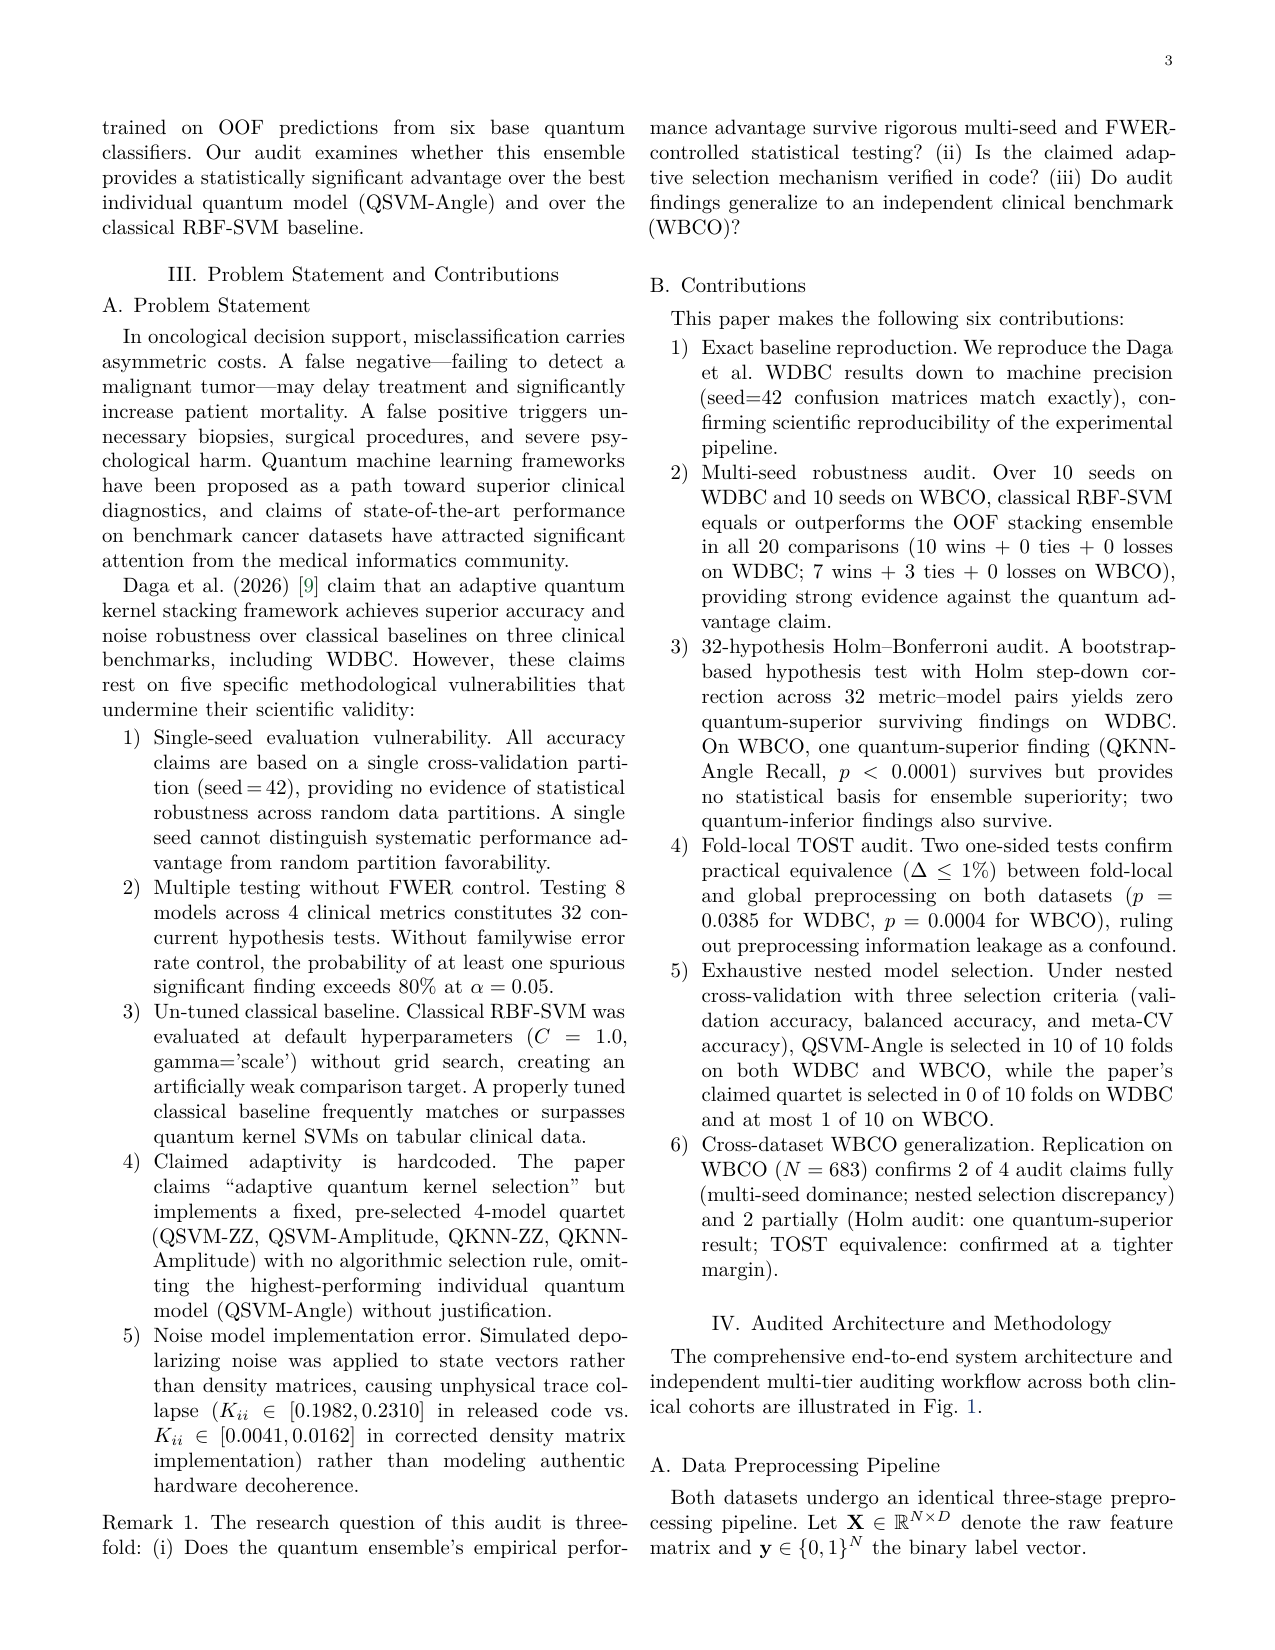 3
trained on OOF predictions from six base quantum
classifiers. Our audit examines whether this ensemble
provides a statistically significant advantage over the best
individual quantum model (QSVM-Angle) and over the
classical RBF-SVM baseline.
III. Problem Statement and Contributions
A. Problem Statement
In oncological decision support, misclassification carries
asymmetric costs. A false negative—failing to detect a
malignant tumor—may delay treatment and significantly
increase patient mortality. A false positive triggers un-
necessary biopsies, surgical procedures, and severe psy-
chological harm. Quantum machine learning frameworks
have been proposed as a path toward superior clinical
diagnostics, and claims of state-of-the-art performance
on benchmark cancer datasets have attracted significant
attention from the medical informatics community.
Daga et al. (2026) [9] claim that an adaptive quantum
kernel stacking framework achieves superior accuracy and
noise robustness over classical baselines on three clinical
benchmarks, including WDBC. However, these claims
rest on five specific methodological vulnerabilities that
undermine their scientific validity:
1) Single-seed evaluation vulnerability. All accuracy
claims are based on a single cross-validation parti-
tion (seed = 42), providing no evidence of statistical
robustness across random data partitions. A single
seed cannot distinguish systematic performance ad-
vantage from random partition favorability.
2) Multiple testing without FWER control. Testing 8
models across 4 clinical metrics constitutes 32 con-
current hypothesis tests. Without familywise error
rate control, the probability of at least one spurious
significant finding exceeds 80% at α = 0.05.
3) Un-tuned classical baseline. Classical RBF-SVM was
evaluated at default hyperparameters (C = 1.0,
gamma='scale') without grid search, creating an
artificially weak comparison target. A properly tuned
classical baseline frequently matches or surpasses
quantum kernel SVMs on tabular clinical data.
4) Claimed adaptivity is hardcoded. The paper
claims “adaptive quantum kernel selection” but
implements a fixed, pre-selected 4-model quartet
(QSVM-ZZ, QSVM-Amplitude, QKNN-ZZ, QKNN-
Amplitude) with no algorithmic selection rule, omit-
ting the highest-performing individual quantum
model (QSVM-Angle) without justification.
5) Noise model implementation error. Simulated depo-
larizing noise was applied to state vectors rather
than density matrices, causing unphysical trace col-
lapse (Kii ∈ [0.1982, 0.2310] in released code vs.
Kii ∈ [0.0041, 0.0162] in corrected density matrix
implementation) rather than modeling authentic
hardware decoherence.
Remark 1. The research question of this audit is three-
fold: (i) Does the quantum ensemble's empirical perfor-
mance advantage survive rigorous multi-seed and FWER-
controlled statistical testing? (ii) Is the claimed adap-
tive selection mechanism verified in code? (iii) Do audit
findings generalize to an independent clinical benchmark
(WBCO)?
B. Contributions
This paper makes the following six contributions:
1) Exact baseline reproduction. We reproduce the Daga
et al. WDBC results down to machine precision
(seed=42 confusion matrices match exactly), con-
firming scientific reproducibility of the experimental
pipeline.
2) Multi-seed robustness audit. Over 10 seeds on
WDBC and 10 seeds on WBCO, classical RBF-SVM
equals or outperforms the OOF stacking ensemble
in all 20 comparisons (10 wins + 0 ties + 0 losses
on WDBC; 7 wins + 3 ties + 0 losses on WBCO),
providing strong evidence against the quantum ad-
vantage claim.
3) 32-hypothesis Holm–Bonferroni audit. A bootstrap-
based hypothesis test with Holm step-down cor-
rection across 32 metric–model pairs yields zero
quantum-superior surviving findings on WDBC.
On WBCO, one quantum-superior finding (QKNN-
Angle Recall, p < 0.0001) survives but provides
no statistical basis for ensemble superiority; two
quantum-inferior findings also survive.
4) Fold-local TOST audit. Two one-sided tests confirm
practical equivalence (Δ ≤ 1%) between fold-local
and global preprocessing on both datasets (p =
0.0385 for WDBC, p = 0.0004 for WBCO), ruling
out preprocessing information leakage as a confound.
5) Exhaustive nested model selection. Under nested
cross-validation with three selection criteria (vali-
dation accuracy, balanced accuracy, and meta-CV
accuracy), QSVM-Angle is selected in 10 of 10 folds
on both WDBC and WBCO, while the paper's
claimed quartet is selected in 0 of 10 folds on WDBC
and at most 1 of 10 on WBCO.
6) Cross-dataset WBCO generalization. Replication on
WBCO (N = 683) confirms 2 of 4 audit claims fully
(multi-seed dominance; nested selection discrepancy)
and 2 partially (Holm audit: one quantum-superior
result; TOST equivalence: confirmed at a tighter
margin).
IV. Audited Architecture and Methodology
The comprehensive end-to-end system architecture and
independent multi-tier auditing workflow across both clin-
ical cohorts are illustrated in Fig. 1.
A. Data Preprocessing Pipeline
Both datasets undergo an identical three-stage prepro-
cessing pipeline. Let X ∈ ℝ^{N×D} denote the raw feature
matrix and y ∈ {0, 1}^N the binary label vector.